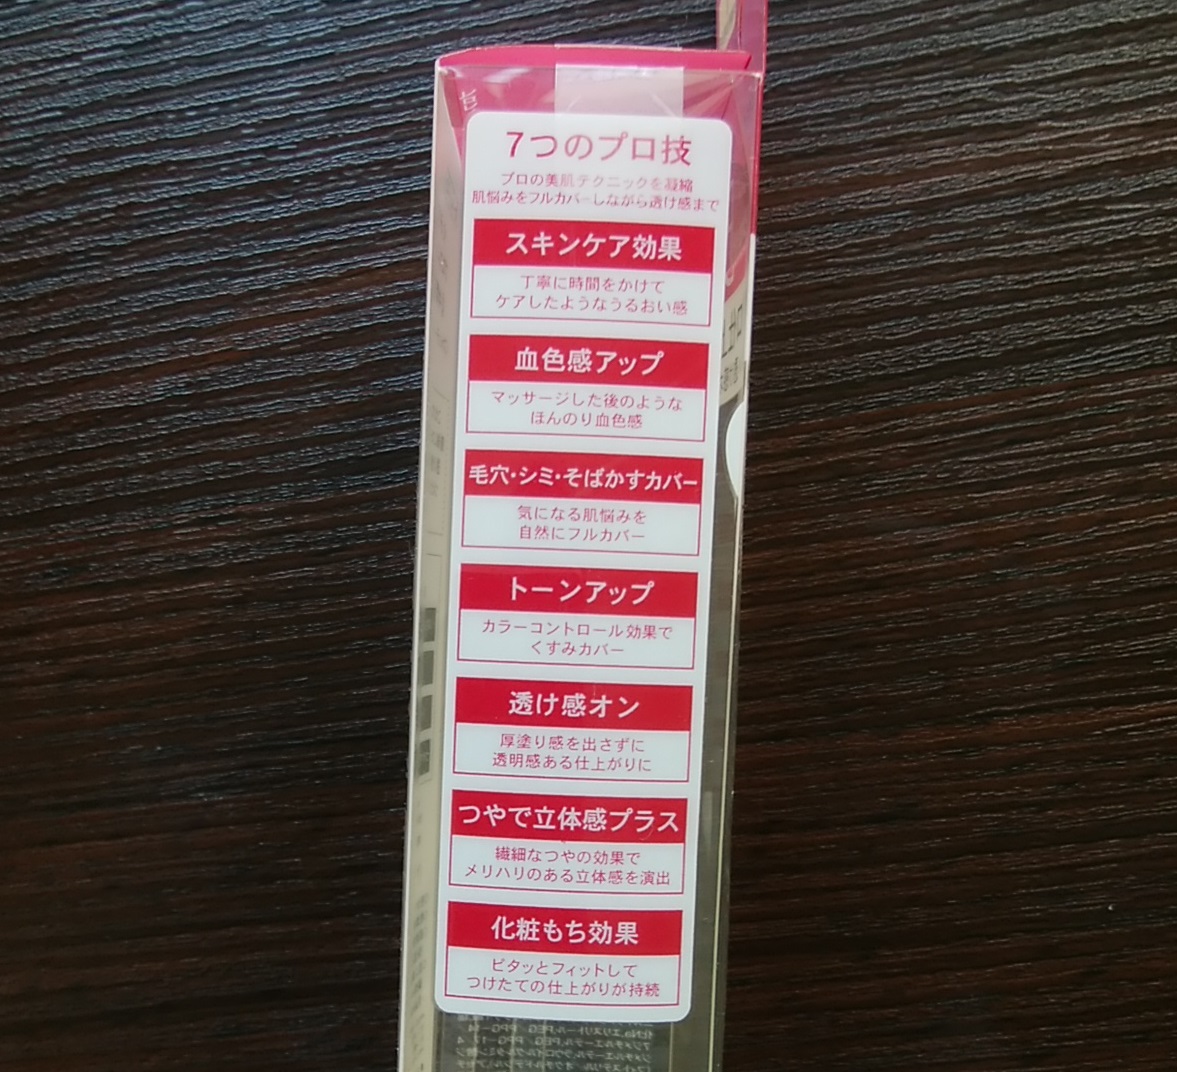 7つのプロ技
プロの美肌テクニックを凝縮
肌悩みをフルカバーしながら透け感まで
スキンケア効果
丁寧に時間をかけて
ケアしたようなうるおい感
血色感アップ
マッサージした後のような
ほんのり血色感
毛穴・シミ・そばかすカバー
気になる肌悩みを
自然にフルカバー
トーンアップ
カラーコントロール効果で
くすみカバー
透け感オン
厚塗り感を出さずに
透明感ある仕上がりに
つやで立体感プラス
繊細なつやの効果で
メリハリのある立体感を演出
化粧もち効果
ピタッとフィットして
つけたての仕上がりが持続